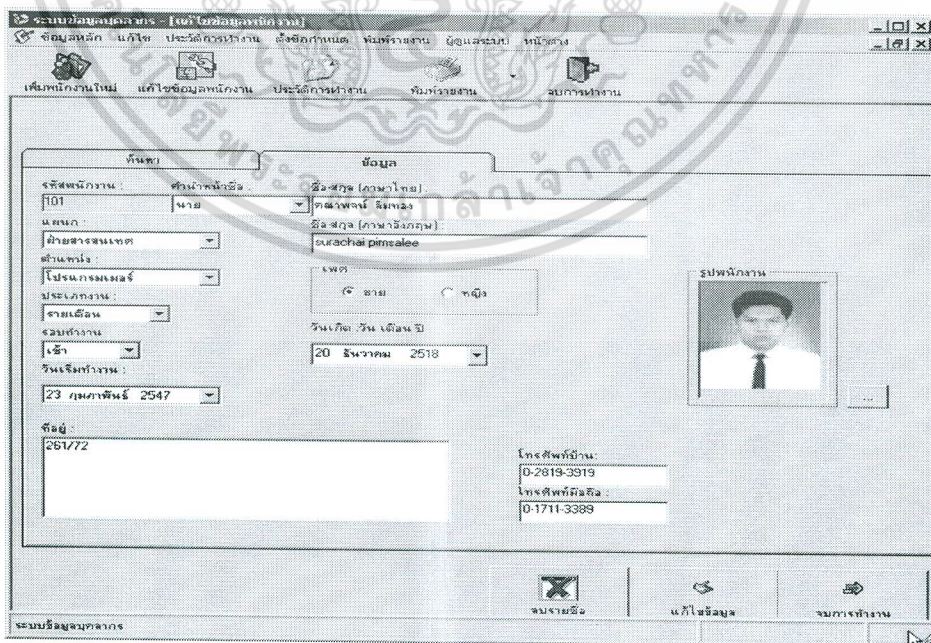 ระบบข้อมูลบุคลากร - [แก้ไขข้อมูลพนักงาน]
ข้อมูลหลัก แก้ไข ประวัติการทำงาน ตั้งข้อกำหนด พิมพ์รายงาน ผู้ดูแลระบบ หน้าต่าง
เพิ่มพนักงานใหม่ แก้ไขข้อมูลพนักงาน ประวัติการทำงาน พิมพ์รายงาน จบการทำงาน
ค้นหา ข้อมูล
รหัสพนักงาน : คำนำหน้าชื่อ : ชื่อ-สกุล (ภาษาไทย) :
101 นาย
แผนก : ชื่อ-สกุล (ภาษาอังกฤษ) :
ฝ่ายสารสนเทศ surachai pimsalee
ตำแหน่ง : เพศ รูปพนักงาน
โปรแกรมเมอร์ ชาย หญิง
ประเภทงาน :
รายเดือน
รอบทำงาน วันเกิด :วัน เดือน ปี
เช้า 20 ธันวาคม 2518
วันเริ่มทำงาน :
23 กุมภาพันธ์ 2547 ...
ที่อยู่ :
261/72
โทรศัพท์บ้าน:
0-2819-3919
โทรศัพท์มือถือ :
0-1711-3389
ลบรายชื่อ แก้ไขข้อมูล จบการทำงาน
ระบบข้อมูลบุคลากร